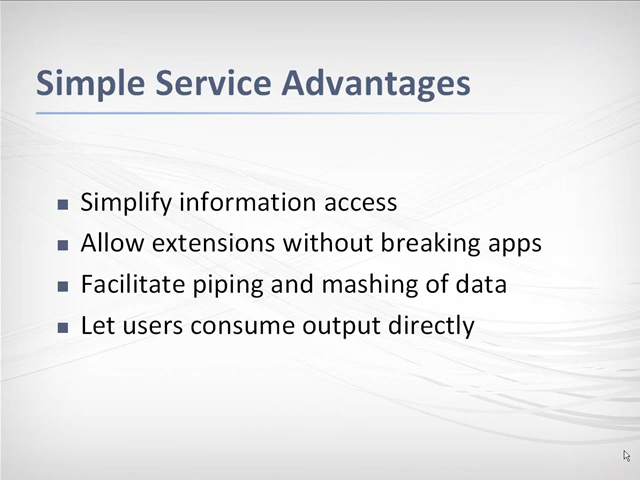 Simple Service Advantages
Simplify information access
Allow extensions without breaking apps
Facilitate piping and mashing of data
Let users consume output directly